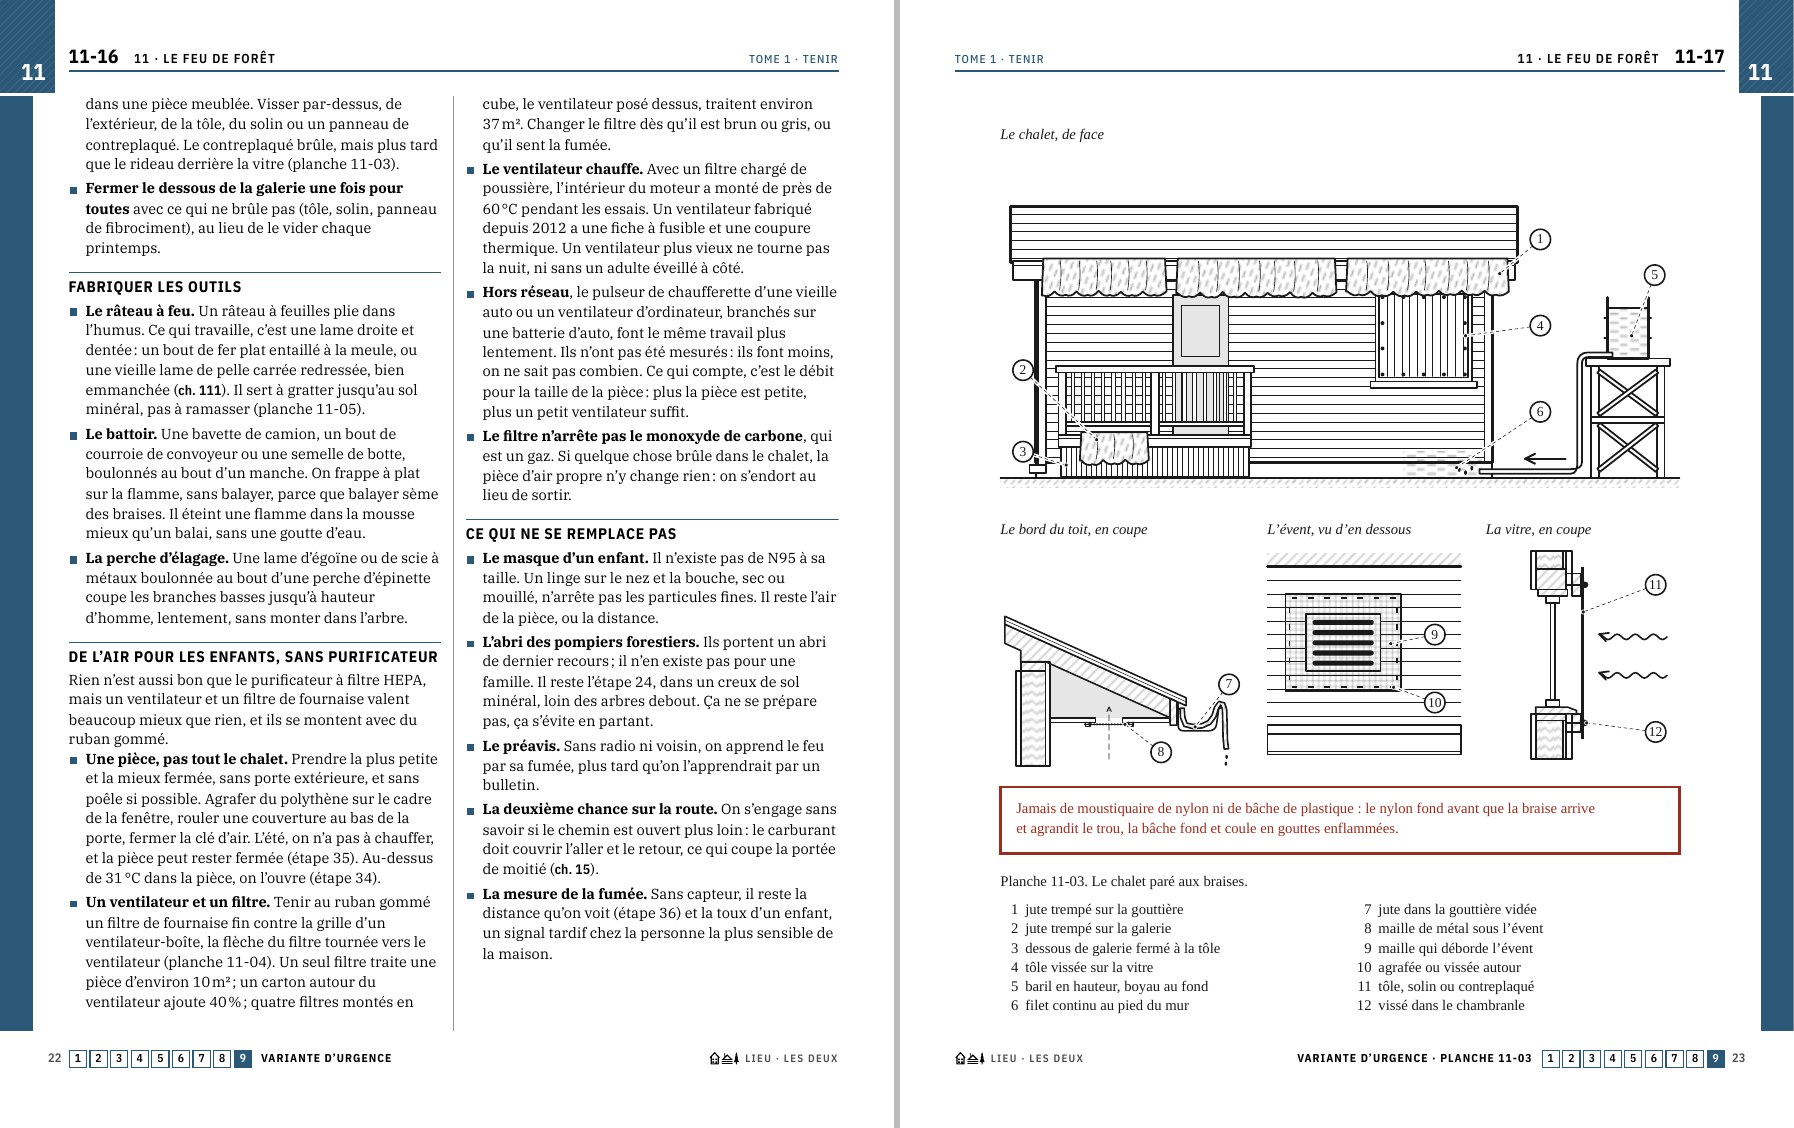 11
11-16 11 · LE FEU DE FORÊT
TOME 1 · TENIR
dans une pièce meublée. Visser par-dessus, de
l’extérieur, de la tôle, du solin ou un panneau de
contreplaqué. Le contreplaqué brûle, mais plus tard
que le rideau derrière la vitre (planche 11-03).
Fermer le dessous de la galerie une fois pour
toutes avec ce qui ne brûle pas (tôle, solin, panneau
de fibrociment), au lieu de le vider chaque
printemps.
FABRIQUER LES OUTILS
Le râteau à feu. Un râteau à feuilles plie dans
l’humus. Ce qui travaille, c’est une lame droite et
dentée : un bout de fer plat entaillé à la meule, ou
une vieille lame de pelle carrée redressée, bien
emmanchée (ch. 111). Il sert à gratter jusqu’au sol
minéral, pas à ramasser (planche 11-05).
Le battoir. Une bavette de camion, un bout de
courroie de convoyeur ou une semelle de botte,
boulonnés au bout d’un manche. On frappe à plat
sur la flamme, sans balayer, parce que balayer sème
des braises. Il éteint une flamme dans la mousse
mieux qu’un balai, sans une goutte d’eau.
La perche d’élagage. Une lame d’égoïne ou de scie à
métaux boulonnée au bout d’une perche d’épinette
coupe les branches basses jusqu’à hauteur
d’homme, lentement, sans monter dans l’arbre.
DE L’AIR POUR LES ENFANTS, SANS PURIFICATEUR
Rien n’est aussi bon que le purificateur à filtre HEPA,
mais un ventilateur et un filtre de fournaise valent
beaucoup mieux que rien, et ils se montent avec du
ruban gommé.
Une pièce, pas tout le chalet. Prendre la plus petite
et la mieux fermée, sans porte extérieure, et sans
poêle si possible. Agrafer du polythène sur le cadre
de la fenêtre, rouler une couverture au bas de la
porte, fermer la clé d’air. L’été, on n’a pas à chauffer,
et la pièce peut rester fermée (étape 35). Au-dessus
de 31 °C dans la pièce, on l’ouvre (étape 34).
Un ventilateur et un filtre. Tenir au ruban gommé
un filtre de fournaise fin contre la grille d’un
ventilateur-boîte, la flèche du filtre tournée vers le
ventilateur (planche 11-04). Un seul filtre traite une
pièce d’environ 10 m² ; un carton autour du
ventilateur ajoute 40 % ; quatre filtres montés en
cube, le ventilateur posé dessus, traitent environ
37 m². Changer le filtre dès qu’il est brun ou gris, ou
qu’il sent la fumée.
Le ventilateur chauffe. Avec un filtre chargé de
poussière, l’intérieur du moteur a monté de près de
60 °C pendant les essais. Un ventilateur fabriqué
depuis 2012 a une fiche à fusible et une coupure
thermique. Un ventilateur plus vieux ne tourne pas
la nuit, ni sans un adulte éveillé à côté.
Hors réseau, le pulseur de chaufferette d’une vieille
auto ou un ventilateur d’ordinateur, branchés sur
une batterie d’auto, font le même travail plus
lentement. Ils n’ont pas été mesurés : ils font moins,
on ne sait pas combien. Ce qui compte, c’est le débit
pour la taille de la pièce : plus la pièce est petite,
plus un petit ventilateur suffit.
Le filtre n’arrête pas le monoxyde de carbone, qui
est un gaz. Si quelque chose brûle dans le chalet, la
pièce d’air propre n’y change rien : on s’endort au
lieu de sortir.
CE QUI NE SE REMPLACE PAS
Le masque d’un enfant. Il n’existe pas de N95 à sa
taille. Un linge sur le nez et la bouche, sec ou
mouillé, n’arrête pas les particules fines. Il reste l’air
de la pièce, ou la distance.
L’abri des pompiers forestiers. Ils portent un abri
de dernier recours ; il n’en existe pas pour une
famille. Il reste l’étape 24, dans un creux de sol
minéral, loin des arbres debout. Ça ne se prépare
pas, ça s’évite en partant.
Le préavis. Sans radio ni voisin, on apprend le feu
par sa fumée, plus tard qu’on l’apprendrait par un
bulletin.
La deuxième chance sur la route. On s’engage sans
savoir si le chemin est ouvert plus loin : le carburant
doit couvrir l’aller et le retour, ce qui coupe la portée
de moitié (ch. 15).
La mesure de la fumée. Sans capteur, il reste la
distance qu’on voit (étape 36) et la toux d’un enfant,
un signal tardif chez la personne la plus sensible de
la maison.
22 1 2 3 4 5 6 7 8 9 VARIANTE D’URGENCE
LIEU · LES DEUX
TOME 1 · TENIR
11 · LE FEU DE FORÊT 11-17
11
Le chalet, de face
1
5
4
2
6
3
Le bord du toit, en coupe
L’évent, vu d’en dessous
La vitre, en coupe
11
9
7
10
12
8
Jamais de moustiquaire de nylon ni de bâche de plastique : le nylon fond avant que la braise arrive
et agrandit le trou, la bâche fond et coule en gouttes enflammées.
Planche 11-03. Le chalet paré aux braises.
1 jute trempé sur la gouttière
2 jute trempé sur la galerie
3 dessous de galerie fermé à la tôle
4 tôle vissée sur la vitre
5 baril en hauteur, boyau au fond
6 filet continu au pied du mur
7 jute dans la gouttière vidée
8 maille de métal sous l’évent
9 maille qui déborde l’évent
10 agrafée ou vissée autour
11 tôle, solin ou contreplaqué
12 vissé dans le chambranle
LIEU · LES DEUX
VARIANTE D’URGENCE · PLANCHE 11-03 1 2 3 4 5 6 7 8 9 23